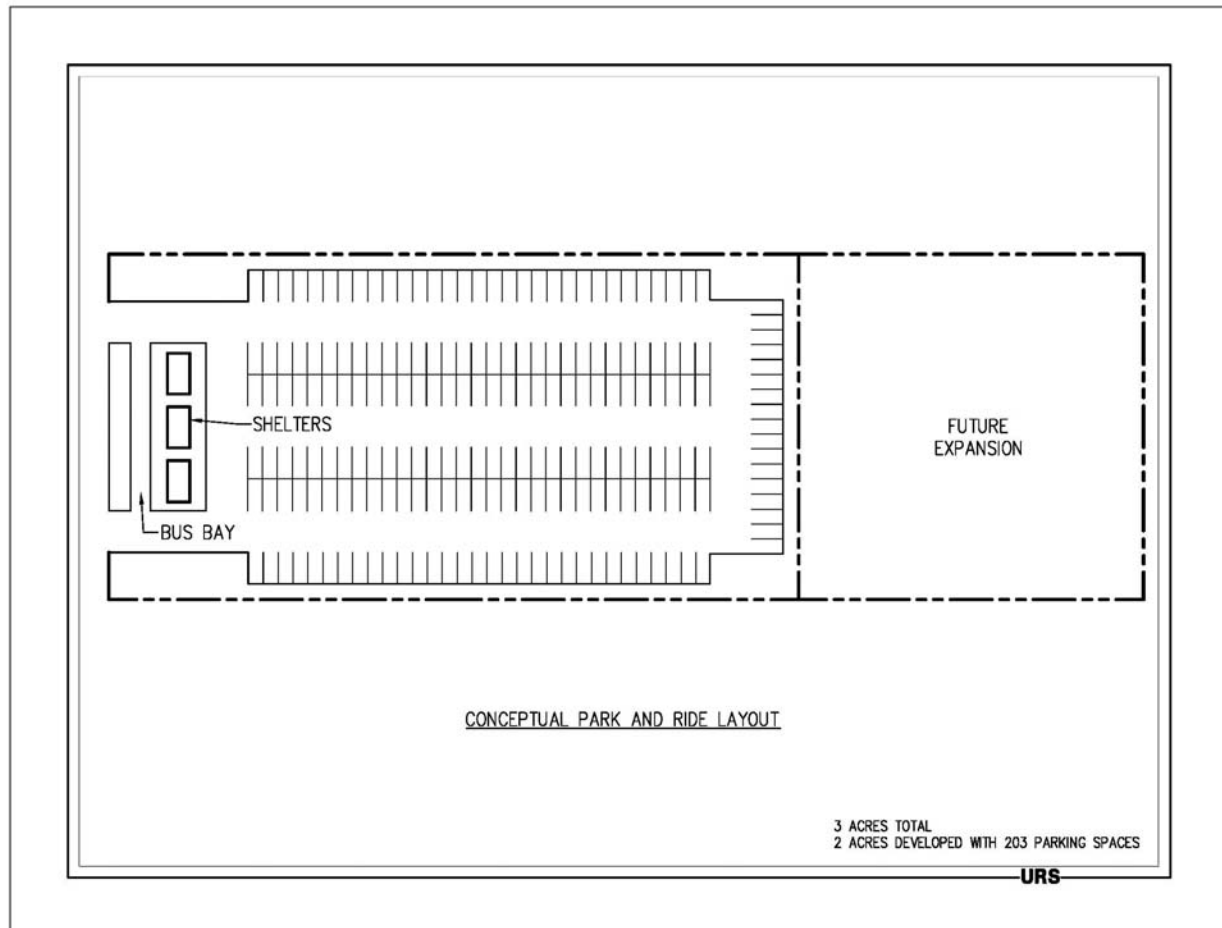 SHELTERS
FUTURE
EXPANSION
BUS BAY
CONCEPTUAL PARK AND RIDE LAYOUT
3 ACRES TOTAL
2 ACRES DEVELOPED WITH 203 PARKING SPACES
URS